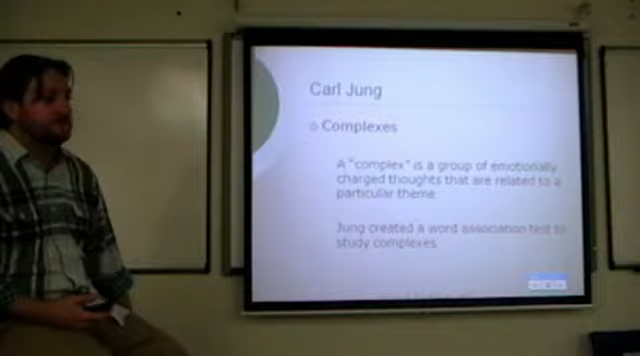 Carl Jung
Complexes
A "complex" is a group of emotionally
charged thoughts that are related to a
particular theme
Jung created a word association test to
study complexes